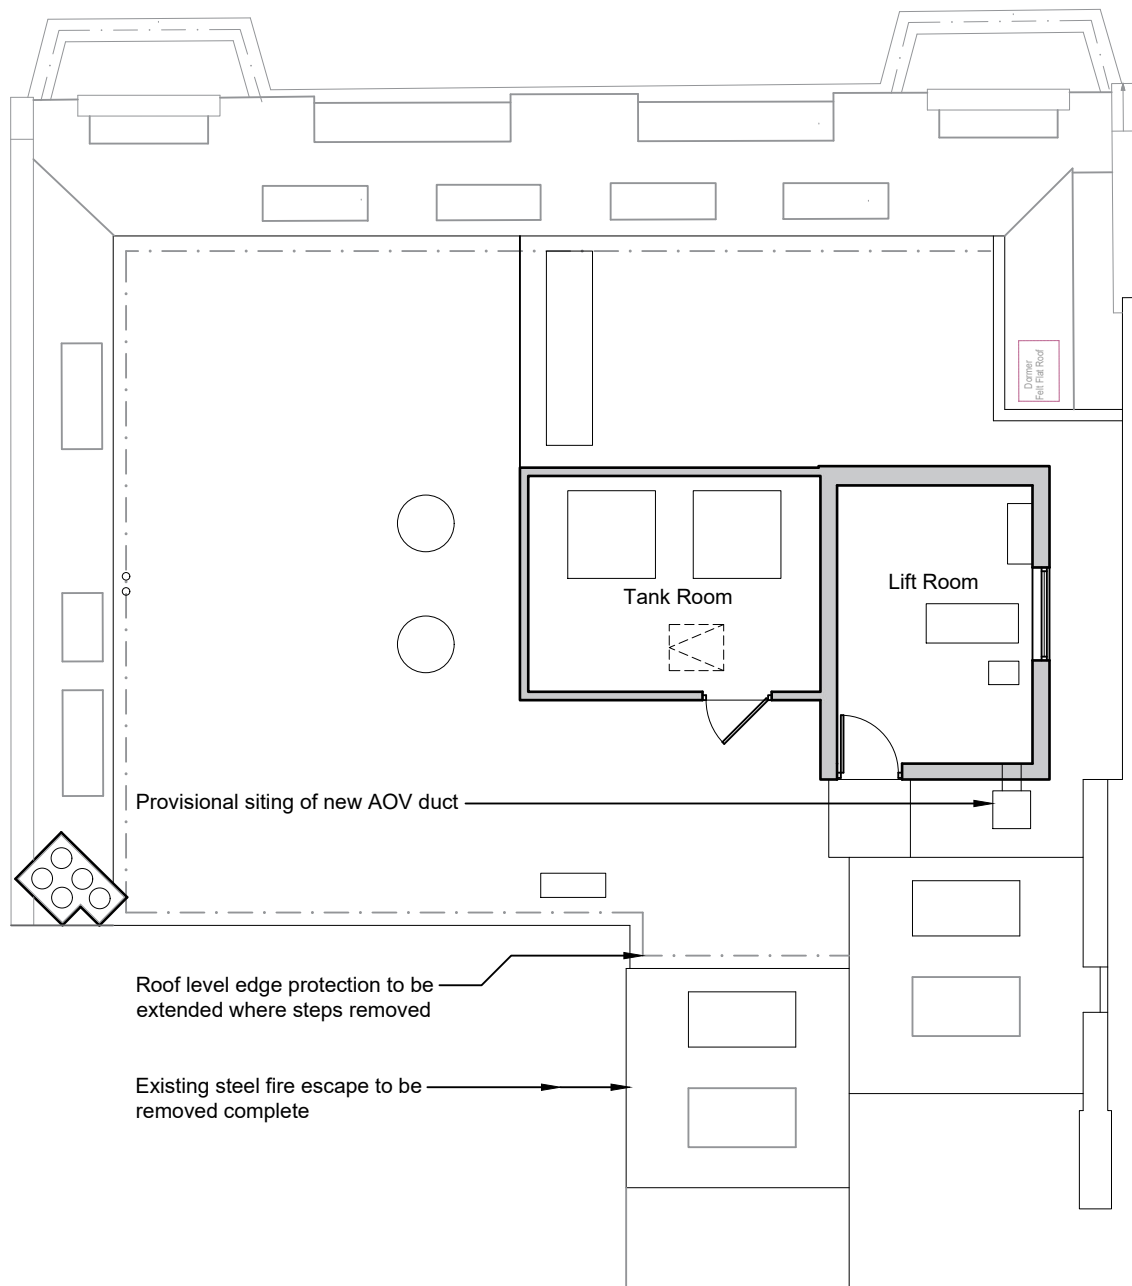 Dormer
Felt Flat Roof
Lift Room
Tank Room
Provisional siting of new AOV duct
Roof level edge protection to be
extended where steps removed
Existing steel fire escape to be
removed complete